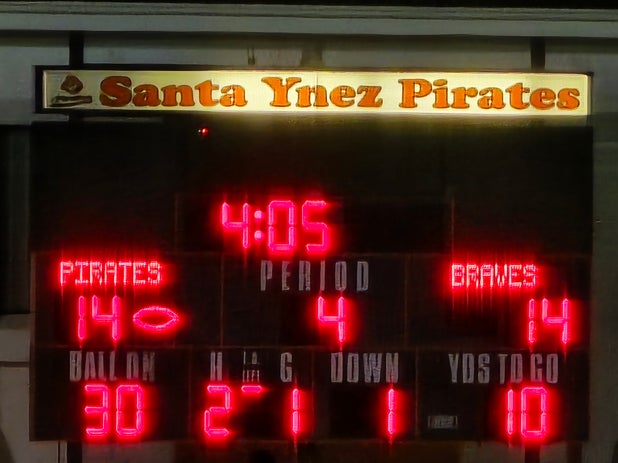 Santa Ynez Pirates
4:05
PIRATES PERIOD BRAVES
14 4 14
BALL ON H T.O. LEFT G DOWN YDS TO GO
30 2 1 1 10